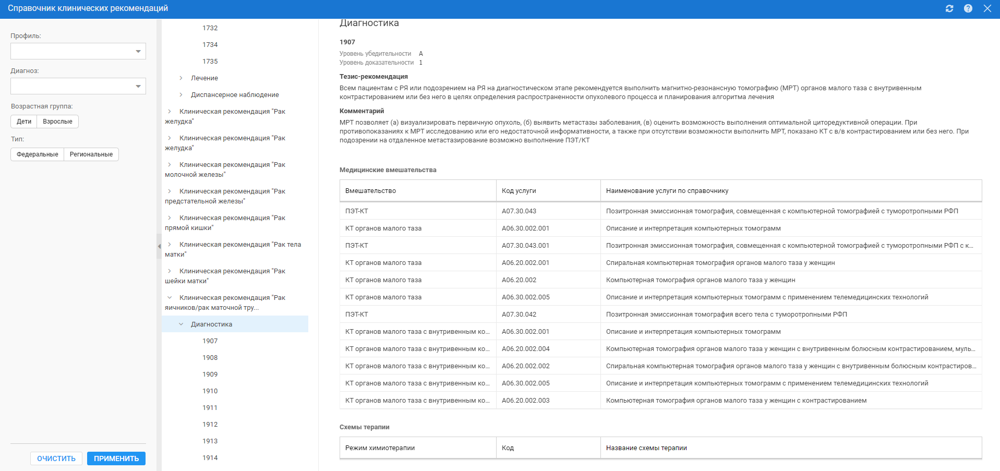 Справочник клинических рекомендаций
Профиль:
Диагноз:
Возрастная группа:
Дети
Взрослые
Тип:
Федеральные
Региональные
ОЧИСТИТЬ
ПРИМЕНИТЬ
1732
1734
1735
Лечение
Диспансерное наблюдение
Клиническая рекомендация "Рак
желудка"
Клиническая рекомендация "Рак
желудка"
Клиническая рекомендация "Рак
молочной железы"
Клиническая рекомендация "Рак
предстательной железы"
Клиническая рекомендация "Рак
прямой кишки"
Клиническая рекомендация "Рак тела
матки"
Клиническая рекомендация "Рак
шейки матки"
Клиническая рекомендация "Рак
яичников/рак маточной тру...
Диагностика
1907
1908
1909
1910
1911
1912
1913
1914
Диагностика
1907
Уровень убедительности A
Уровень доказательности 1
Тезис-рекомендация
Всем пациентам с РЯ или подозрением на РЯ на диагностическом этапе рекомендуется выполнить магнитно-резонансную томографию (МРТ) органов малого таза с внутривенным
контрастированием или без него в целях определения распространенности опухолевого процесса и планирования алгоритма лечения
Комментарий
МРТ позволяет (а) визуализировать первичную опухоль, (б) выявить метастазы заболевания, (в) оценить возможность выполнения оптимальной циторедуктивной операции. При
противопоказаниях к МРТ исследованию или его недостаточной информативности, а также при отсутствии возможности выполнить МРТ, показано КТ с в/в контрастированием или без него. При
подозрении на отдаленное метастазирование возможно выполнение ПЭТ/КТ
Медицинские вмешательства
Вмешательство Код услуги Наименование услуги по справочнику
ПЭТ-КТ A07.30.043 Позитронная эмиссионная томография, совмещенная с компьютерной томографией с туморотропными РФП
КТ органов малого таза A06.30.002.001 Описание и интерпретация компьютерных томограмм
ПЭТ-КТ A07.30.043.001 Позитронная эмиссионная томография, совмещенная с компьютерной томографией с туморотропными РФП с к...
КТ органов малого таза A06.20.002.001 Спиральная компьютерная томография органов малого таза у женщин
КТ органов малого таза A06.20.002 Компьютерная томография органов малого таза у женщин
КТ органов малого таза A06.30.002.005 Описание и интерпретация компьютерных томограмм с применением телемедицинских технологий
ПЭТ-КТ A07.30.042 Позитронная эмиссионная томография всего тела с туморотропными РФП
КТ органов малого таза с внутривенным ко... A06.30.002.001 Описание и интерпретация компьютерных томограмм
КТ органов малого таза с внутривенным ко... A06.20.002.004 Компьютерная томография органов малого таза у женщин с внутривенным болюсным контрастированием, муль...
КТ органов малого таза с внутривенным ко... A06.20.002.002 Спиральная компьютерная томография органов малого таза у женщин с внутривенным болюсным контрастиров...
КТ органов малого таза с внутривенным ко... A06.30.002.005 Описание и интерпретация компьютерных томограмм с применением телемедицинских технологий
КТ органов малого таза с внутривенным ко... A06.20.002.003 Компьютерная томография органов малого таза у женщин с контрастированием
Схемы терапии
Режим химиотерапии Код Название схемы терапии